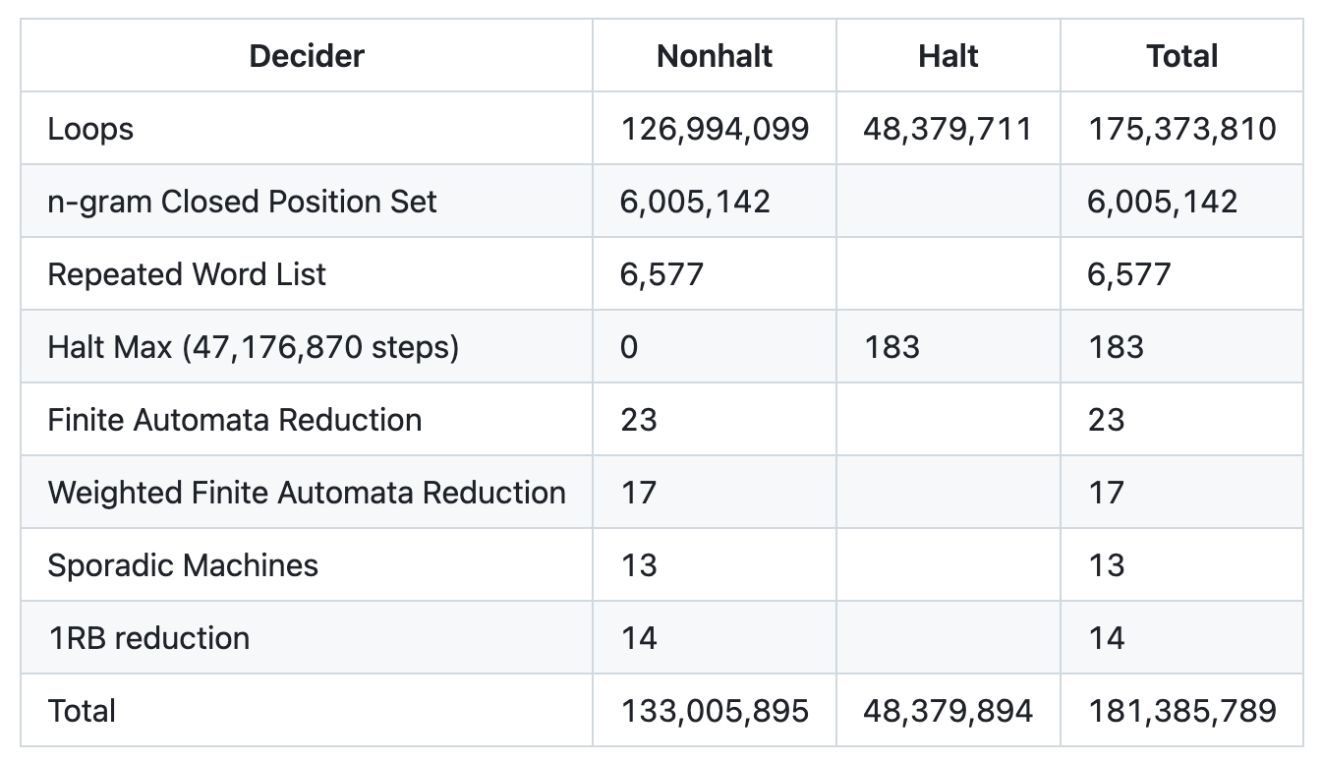 Decider Nonhalt Halt Total
Loops 126,994,099 48,379,711 175,373,810
n-gram Closed Position Set 6,005,142 6,005,142
Repeated Word List 6,577 6,577
Halt Max (47,176,870 steps) 0 183 183
Finite Automata Reduction 23 23
Weighted Finite Automata Reduction 17 17
Sporadic Machines 13 13
1RB reduction 14 14
Total 133,005,895 48,379,894 181,385,789